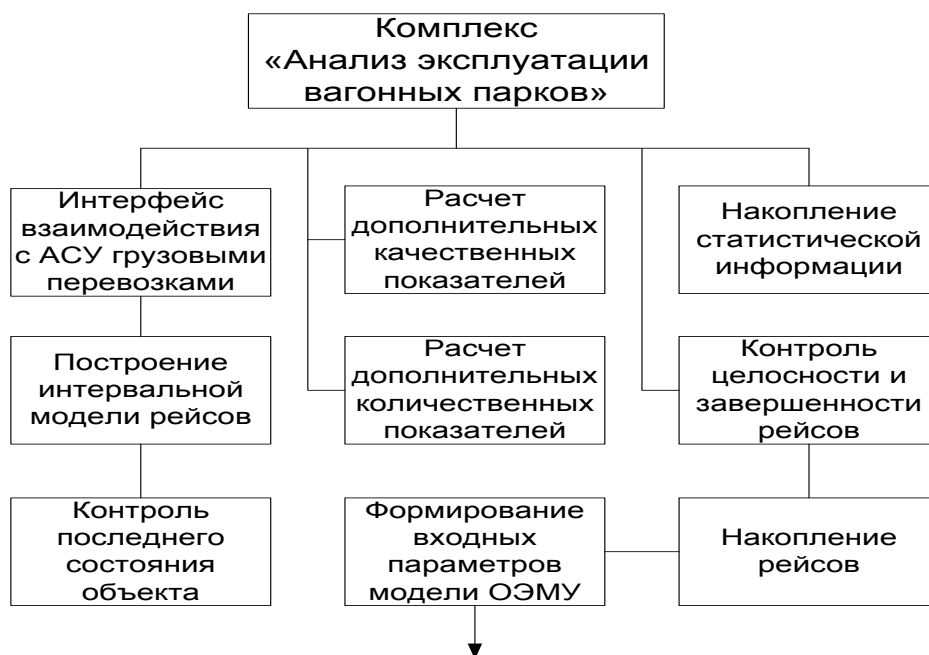 Комплекс
«Анализ эксплуатации
вагонных парков»
Интерфейс
взаимодействия
с АСУ грузовыми
перевозками
Расчет
дополнительных
качественных
показателей
Накопление
статистической
информации
Построение
интервальной
модели рейсов
Расчет
дополнительных
количественных
показателей
Контроль
целосности и
завершенности
рейсов
Контроль
последнего
состояния
объекта
Формирование
входных
параметров
модели ОЭМУ
Накопление
рейсов